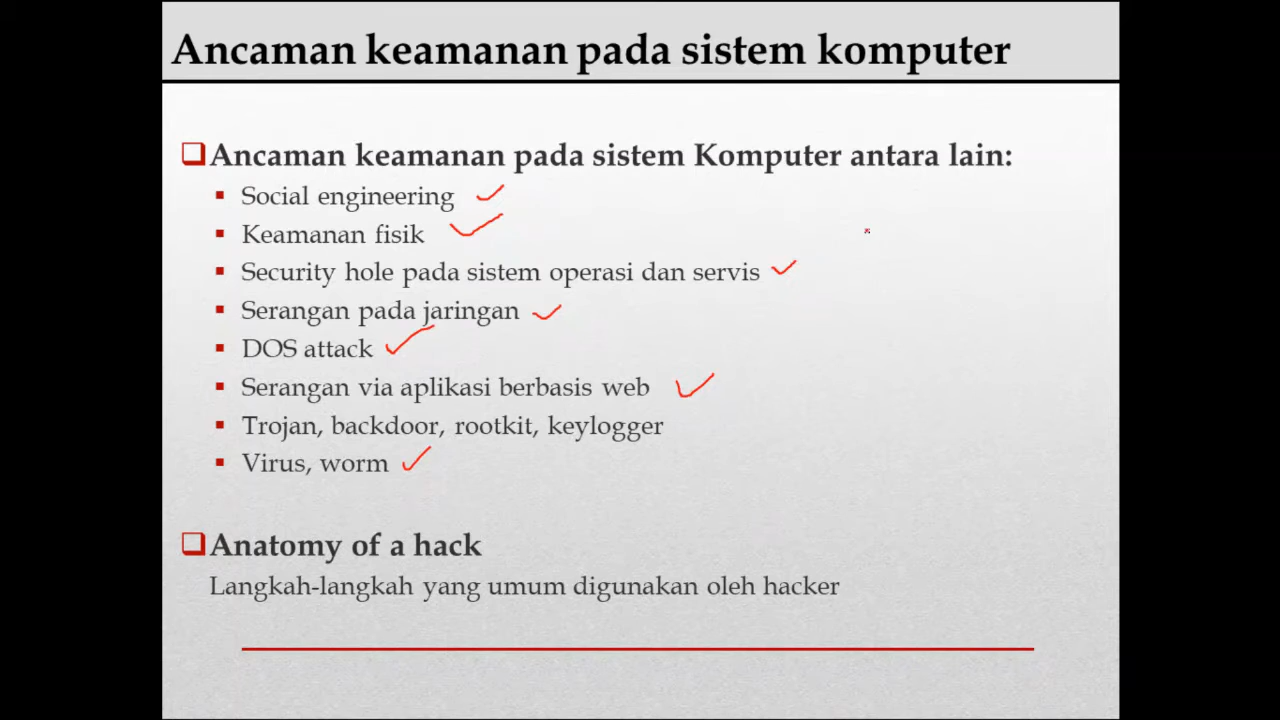 Ancaman keamanan pada sistem komputer
Ancaman keamanan pada sistem Komputer antara lain:
Social engineering
Keamanan fisik
Security hole pada sistem operasi dan servis
Serangan pada jaringan
DOS attack
Serangan via aplikasi berbasis web
Trojan, backdoor, rootkit, keylogger
Virus, worm
Anatomy of a hack
Langkah-langkah yang umum digunakan oleh hacker